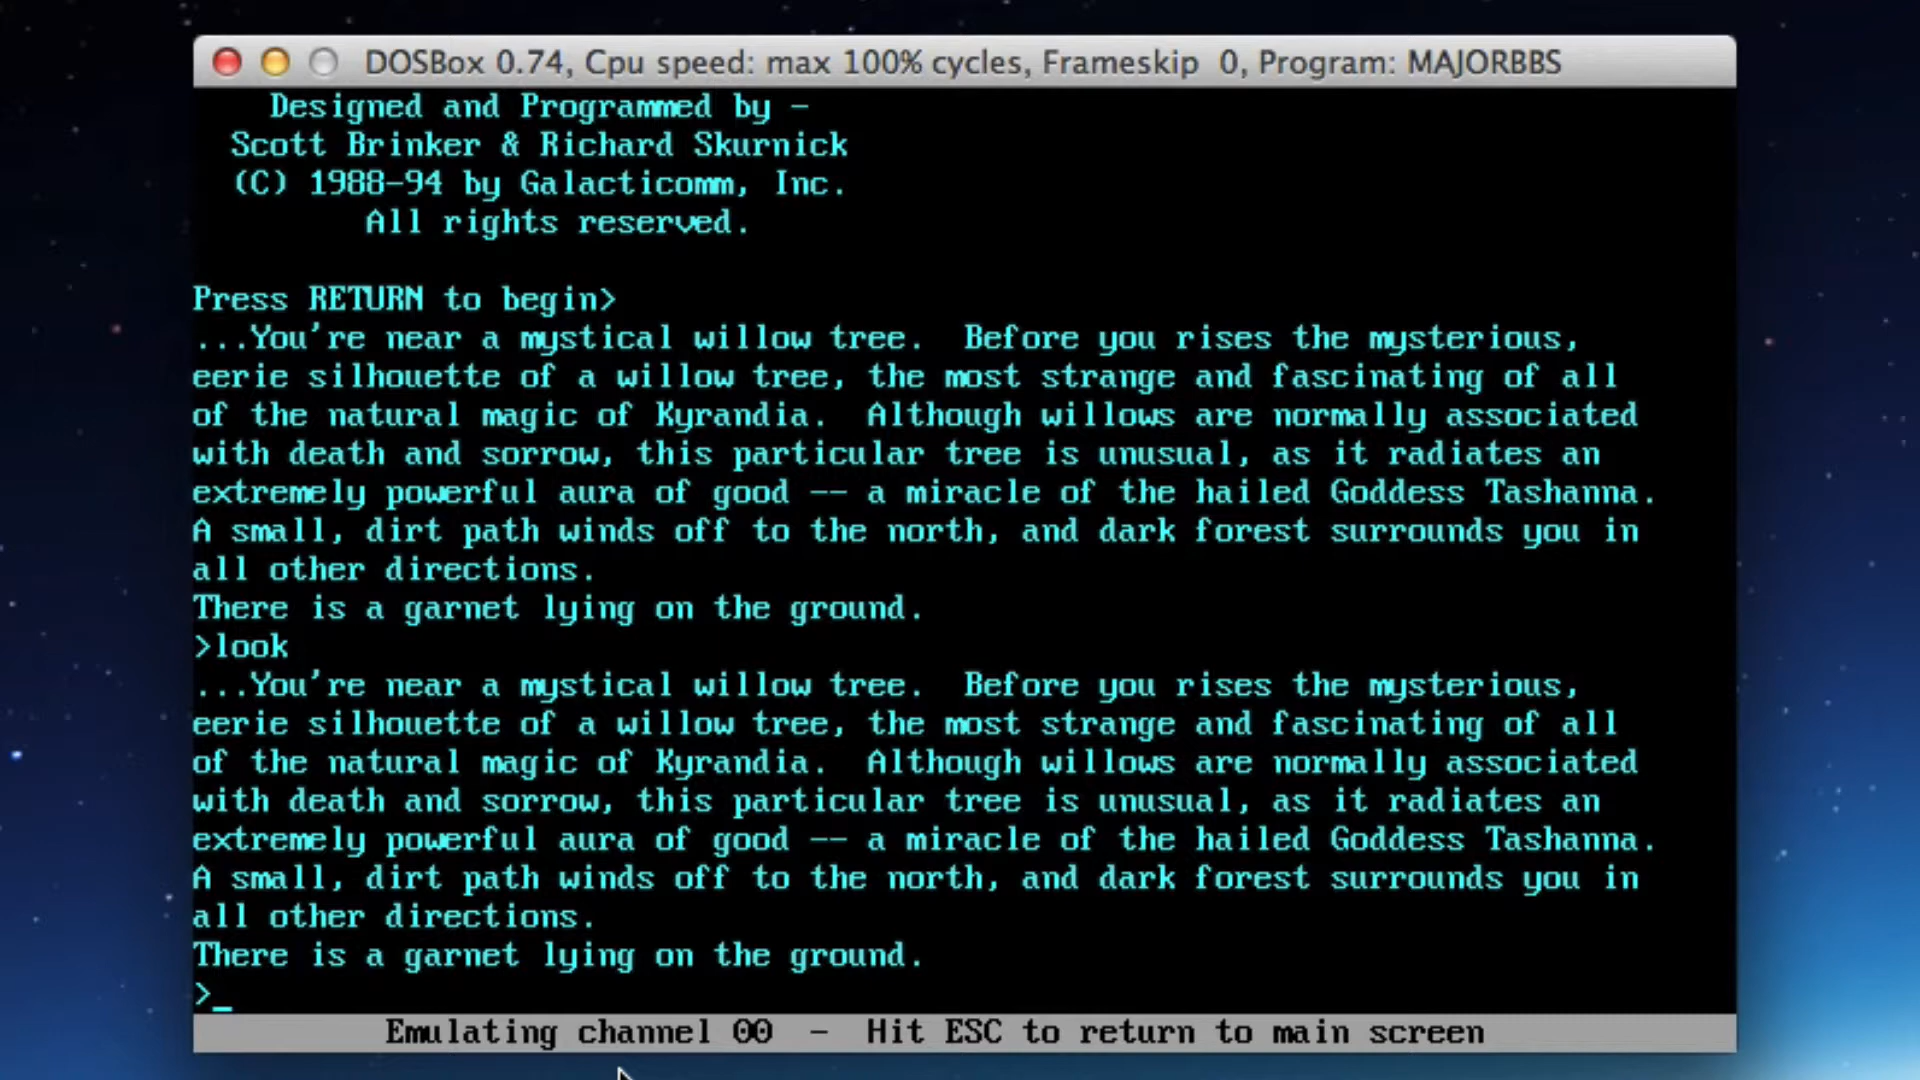 DOSBox 0.74, Cpu speed: max 100% cycles, Frameskip 0, Program: MAJORBBS
Designed and Programmed by -
Scott Brinker & Richard Skurnick
(C) 1988-94 by Galacticomm, Inc.
All rights reserved.
Press RETURN to begin>
...You're near a mystical willow tree. Before you rises the mysterious,
eerie silhouette of a willow tree, the most strange and fascinating of all
of the natural magic of Kyrandia. Although willows are normally associated
with death and sorrow, this particular tree is unusual, as it radiates an
extremely powerful aura of good -- a miracle of the hailed Goddess Tashanna.
A small, dirt path winds off to the north, and dark forest surrounds you in
all other directions.
There is a garnet lying on the ground.
>look
...You're near a mystical willow tree. Before you rises the mysterious,
eerie silhouette of a willow tree, the most strange and fascinating of all
of the natural magic of Kyrandia. Although willows are normally associated
with death and sorrow, this particular tree is unusual, as it radiates an
extremely powerful aura of good -- a miracle of the hailed Goddess Tashanna.
A small, dirt path winds off to the north, and dark forest surrounds you in
all other directions.
There is a garnet lying on the ground.
>_
Emulating channel 00 - Hit ESC to return to main screen